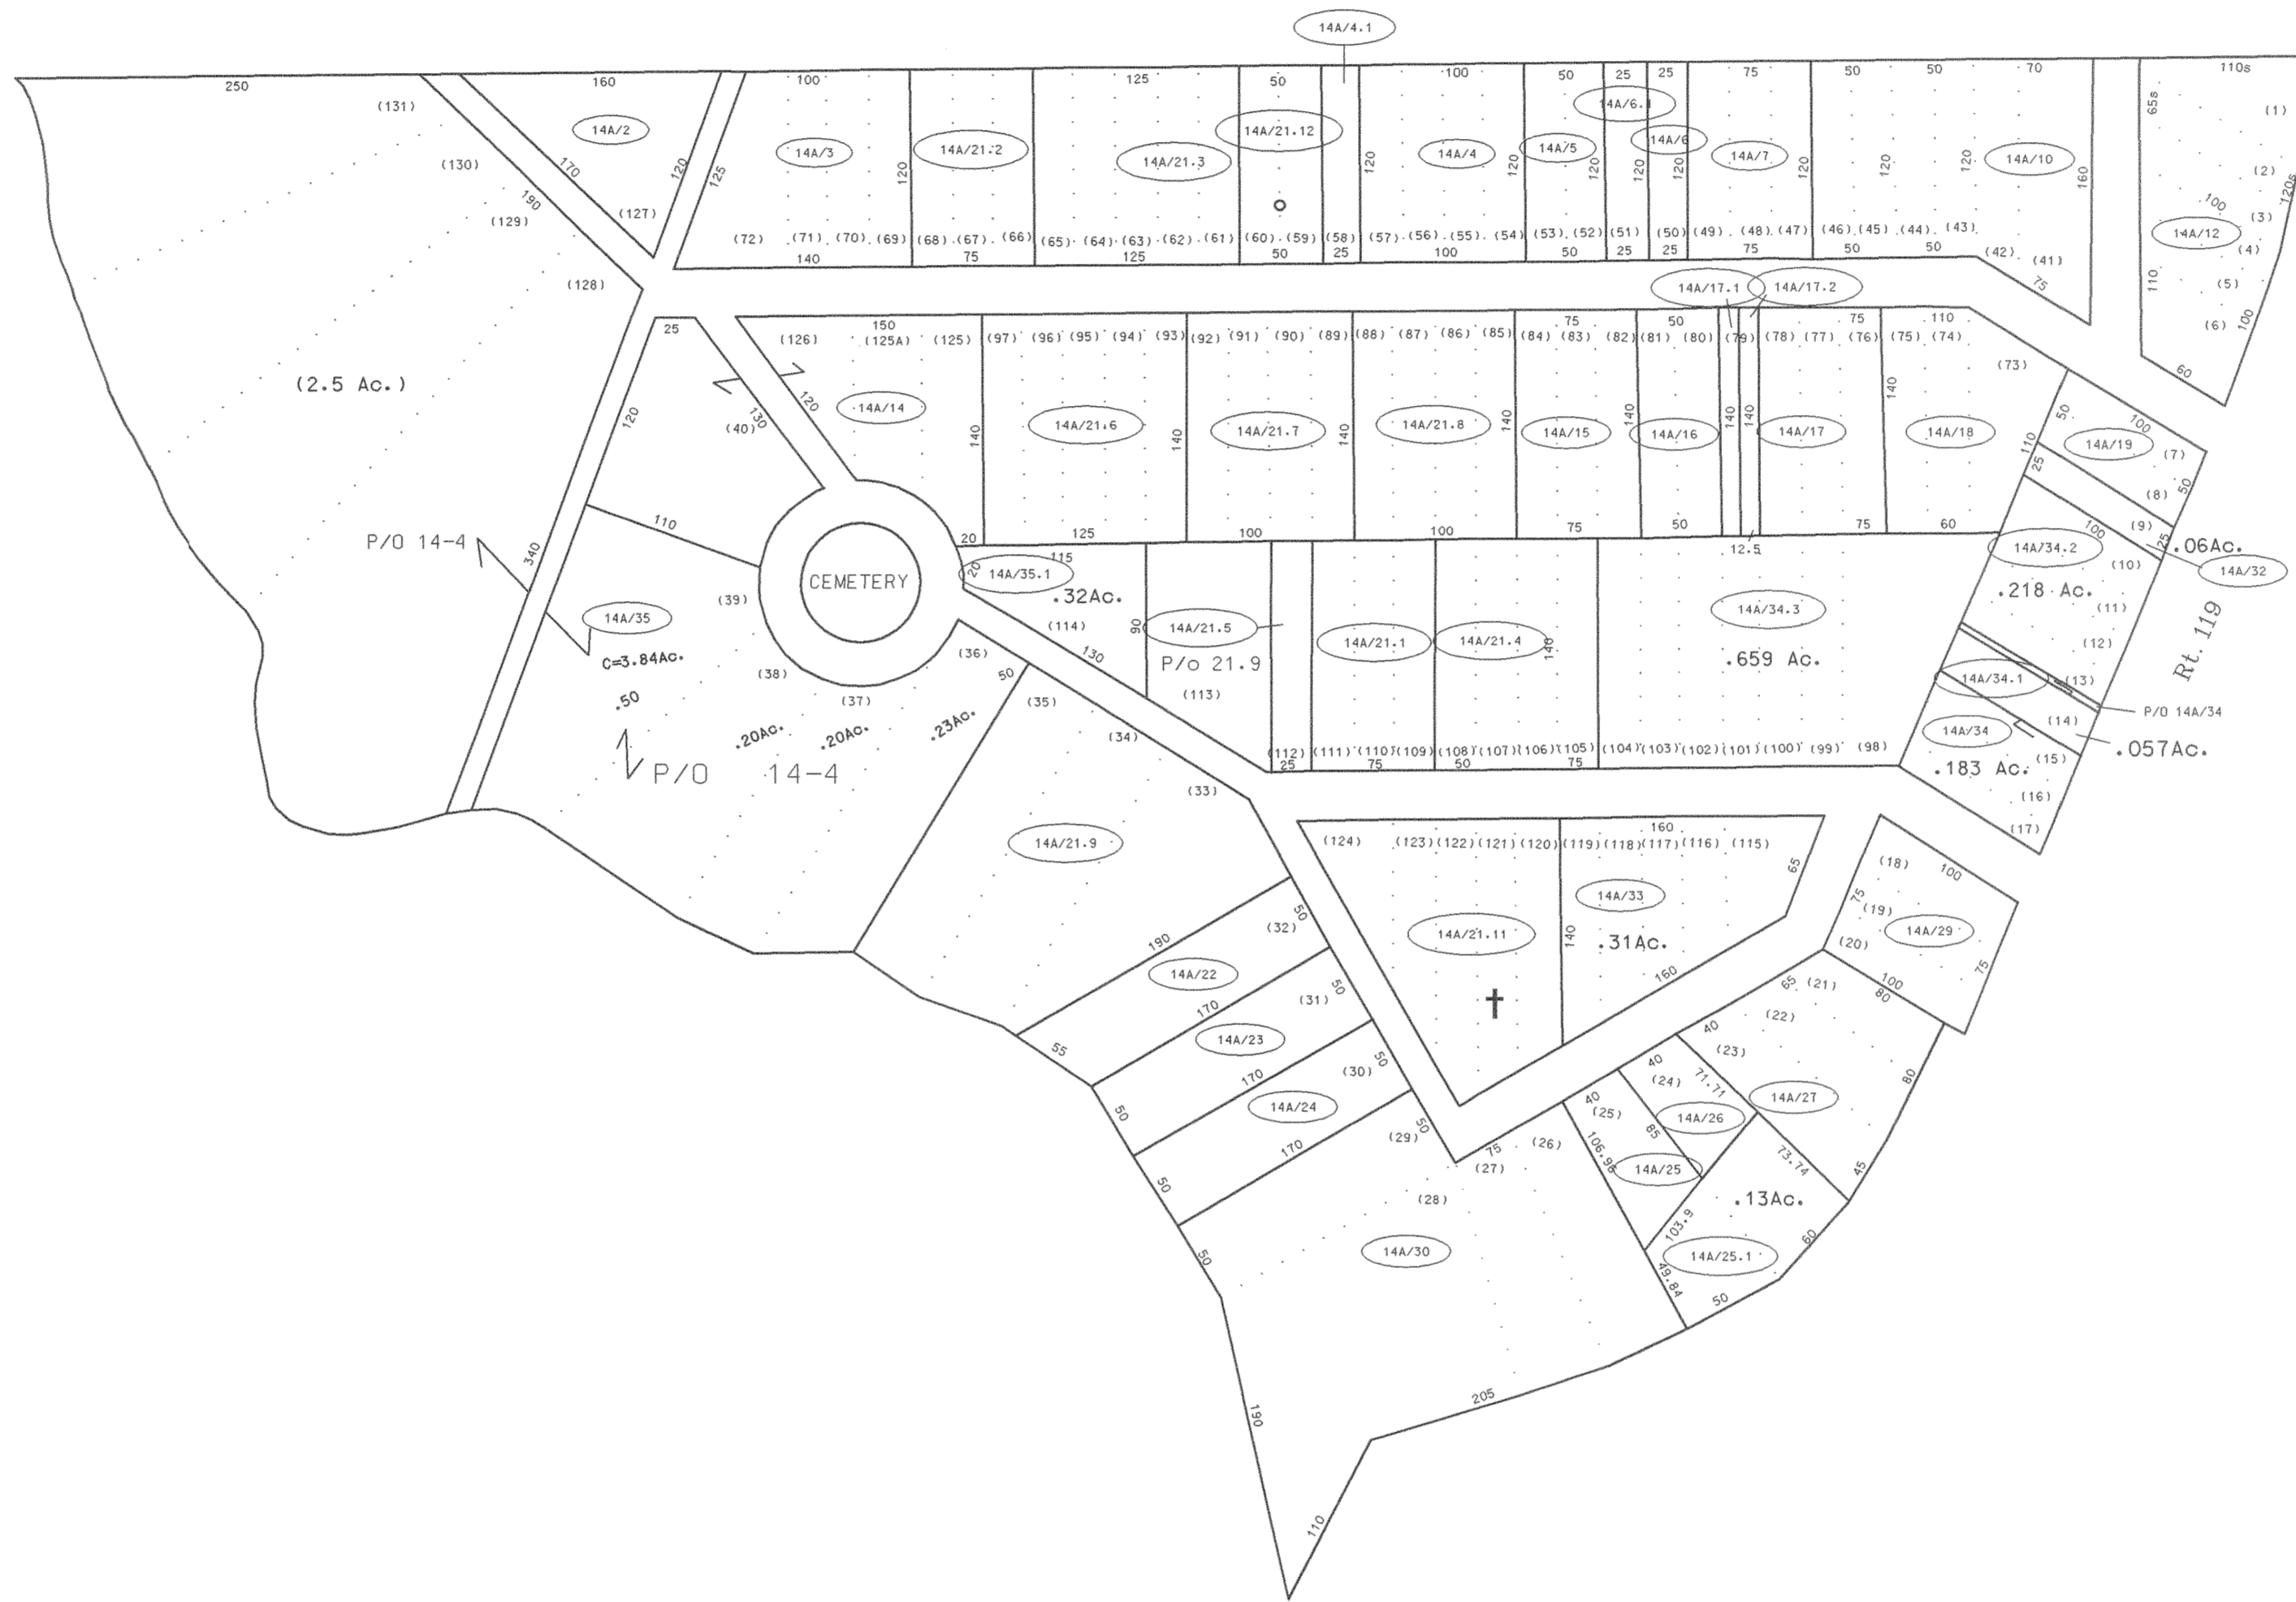 14A/4.1
250
160
100
125
50
100
50
25
25
75
50
50
70
110s
(131)
14A/2
14A/3
14A/21.2
14A/21.3
14A/21.12
14A/4
14A/5
14A/6.
14A/6
14A/7
14A/10
65s
(1)
(130)
170
120
125
120
120
120
120
120
120
120
120
120
160
(2)
120s
100
(3)
(129)
190
(127)
14A/12
(4)
(72) (71) (70) (69) (68) (67) (66) (65) (64) (63) (62) (61) (60) (59) (58) (57) (56) (55) (54) (53) (52) (51) (50) (49) (48) (47) (46) (45) (44) (43)
(42)
(41)
140
75
125
50
25
100
50
25
25
75
50
50
75
110
(5)
(6)
100
60
(128)
14A/17.1
14A/17.2
25
150
75
50
75
110
(126) (125A) (125) (97) (96) (95) (94) (93) (92) (91) (90) (89) (88) (87) (86) (85) (84) (83) (82) (81) (80) (79) (78) (77) (76) (75) (74)
(73)
(2.5 Ac.)
120
130
(40)
120
14A/14
140
14A/21.6
140
14A/21.7
140
14A/21.8
140
14A/15
140
14A/16
140
140
14A/17
140
14A/18
50
100
14A/19
(7)
110
25
(8)
50
110
20
125
100
100
75
50
12.5
75
60
100
(9)
25
.06Ac.
14A/32
P/O 14-4
340
CEMETERY
20
14A/35.1
115
.32Ac.
(114)
90
14A/21.5
P/o 21.9
(113)
14A/21.1
14A/21.4
140
14A/34.3
.659 Ac.
14A/34.2
.218 Ac.
(10)
(11)
(12)
(13)
Rt. 119
14A/34.1
P/O 14A/34
(14)
.057Ac.
14A/34
.183 Ac.
(15)
(16)
(17)
14A/35
C=3.84Ac.
(39)
(38)
(37)
(36)
50
(35)
130
.50
.20Ac.
.20Ac.
.23Ac.
P/O 14-4
(34)
(33)
(112) (111) (110) (109) (108) (107) (106) (105) (104) (103) (102) (101) (100) (99) (98)
25
75
50
75
14A/21.9
(124) (123) (122) (121) (120) (119) (118) (117) (116) (115)
160
65
14A/33
14A/21.11
140
.31Ac.
160
(18)
100
75
(19)
14A/29
(20)
75
100
80
190
50
(32)
14A/22
170
50
(31)
14A/23
55
170
50
(30)
14A/24
50
170
50
(29)
50
50
65
(21)
(22)
40
(23)
40
(24)
71.71
14A/26
14A/27
80
40
(25)
85
106.96
14A/25
73.74
45
75
(26)
(27)
(28)
14A/30
.13Ac.
103.9
14A/25.1
60
49.84
50
205
190
110